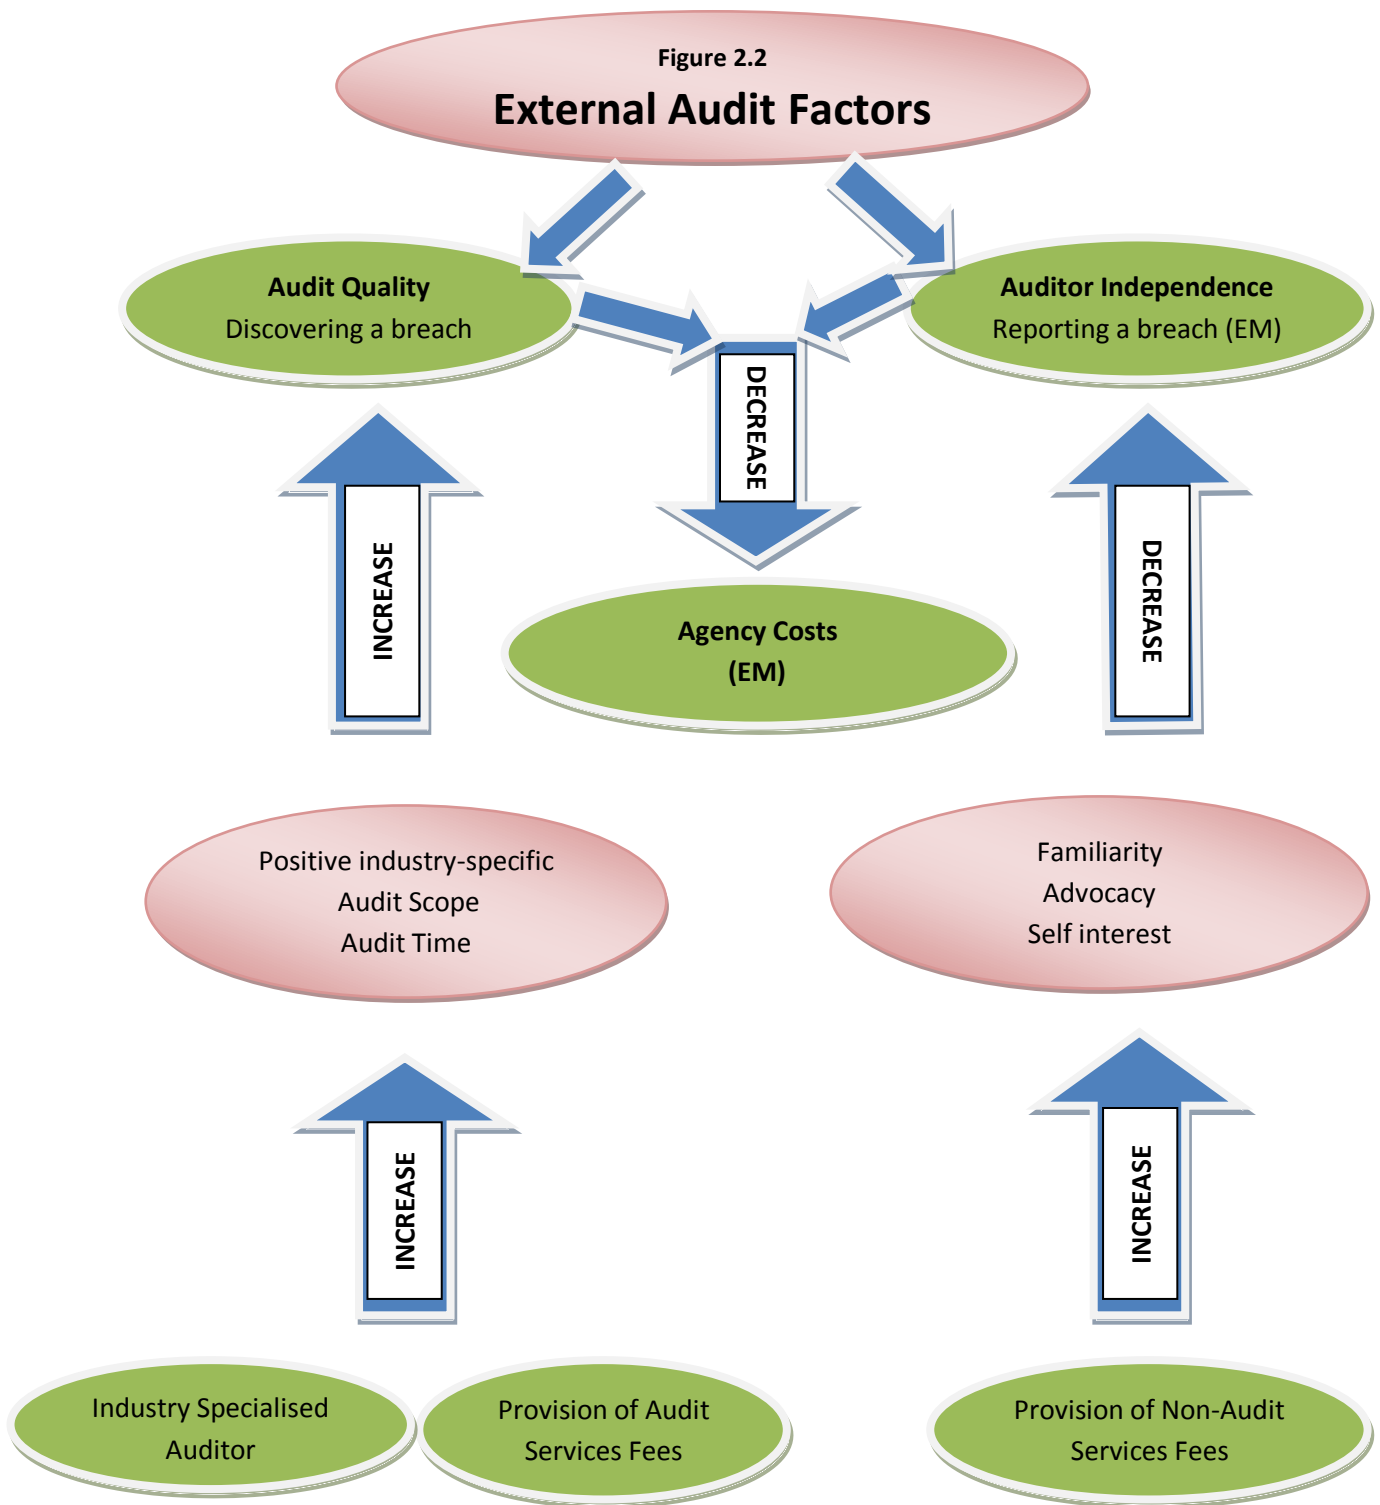 Figure 2.2
External Audit Factors
Audit Quality
Discovering a breach
Auditor Independence
Reporting a breach (EM)
DECREASE
INCREASE
DECREASE
Agency Costs
(EM)
Positive industry-specific
Audit Scope
Audit Time
Familiarity
Advocacy
Self interest
INCREASE
INCREASE
Industry Specialised
Auditor
Provision of Audit
Services Fees
Provision of Non-Audit
Services Fees